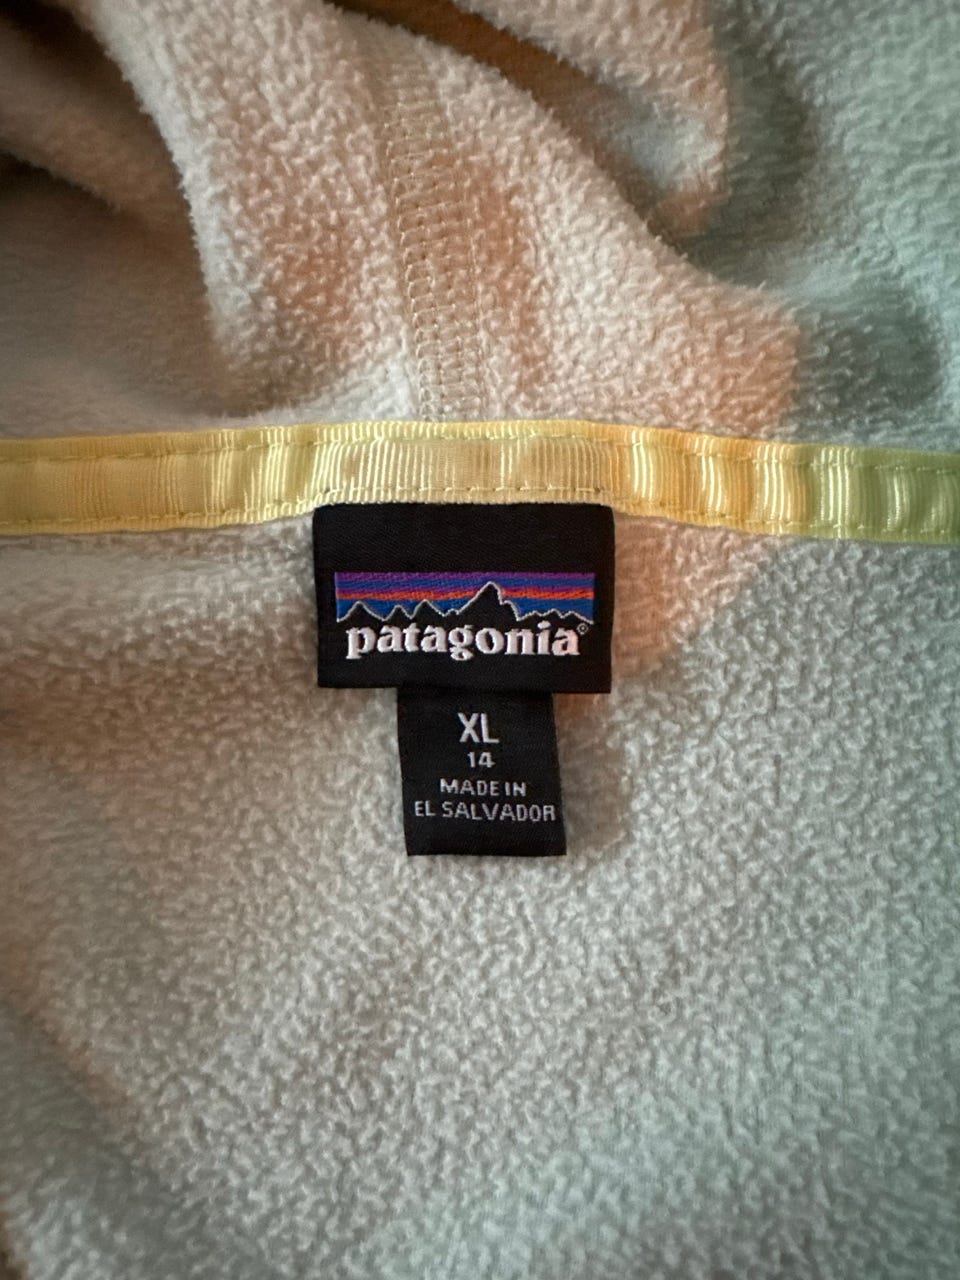 patagonia®
XL
14
MADE IN
EL SALVADOR